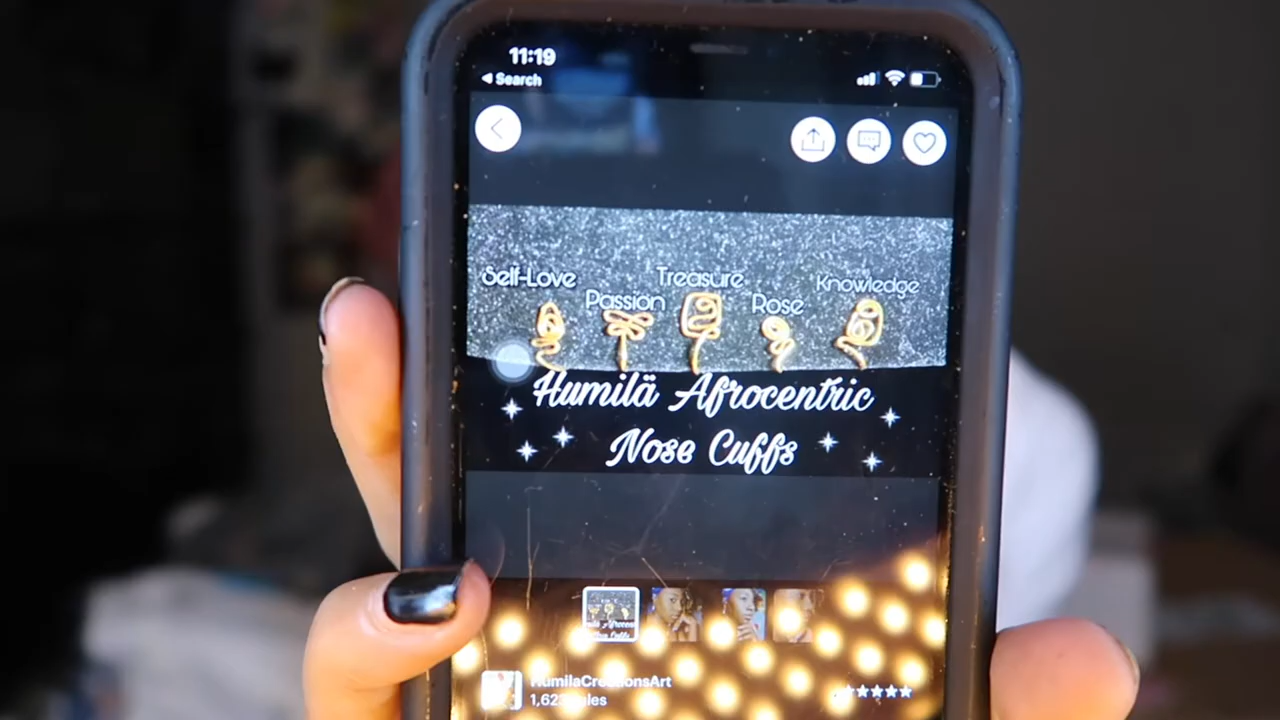 11:19
Search
Self-Love
Passion
Treasure
Rose
Knowledge
Humilä Afrocentric
Nose Cuffs
HumilaCreationsArt